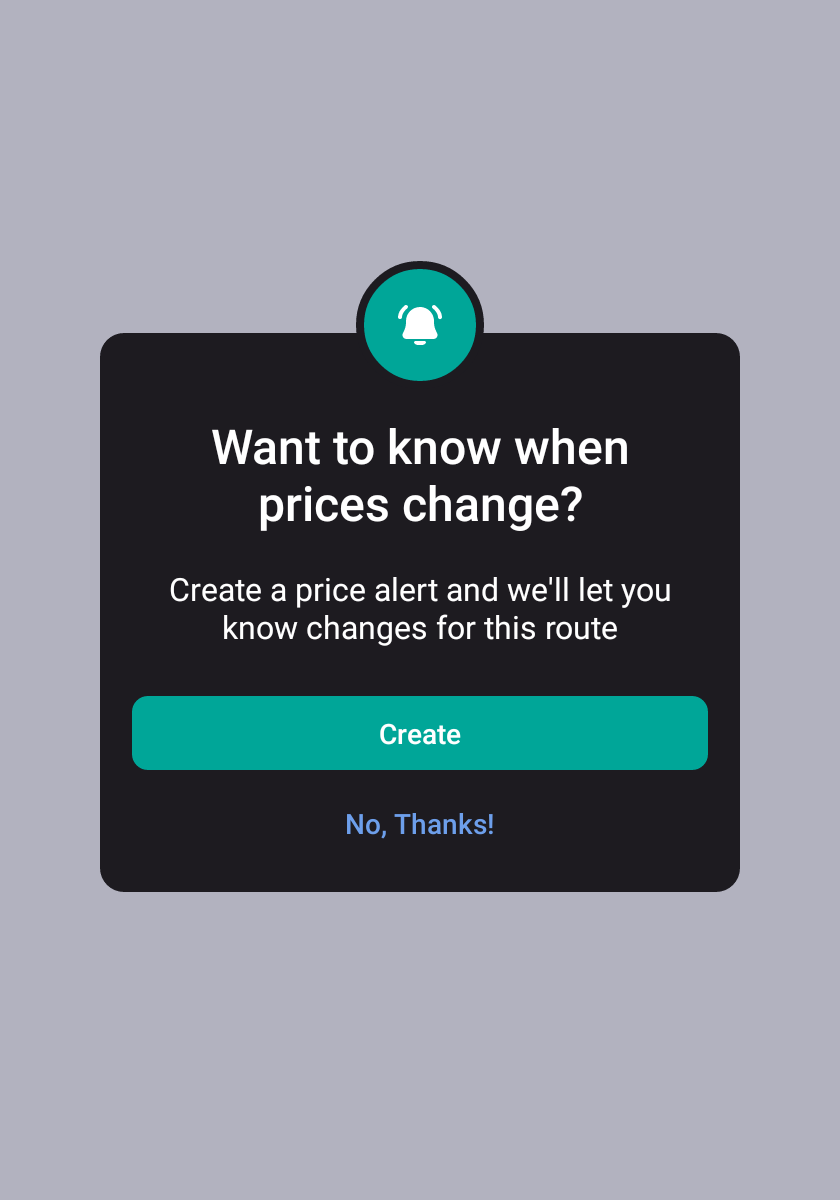 Want to know when
prices change?
Create a price alert and we'll let you
know changes for this route
Create
No, Thanks!